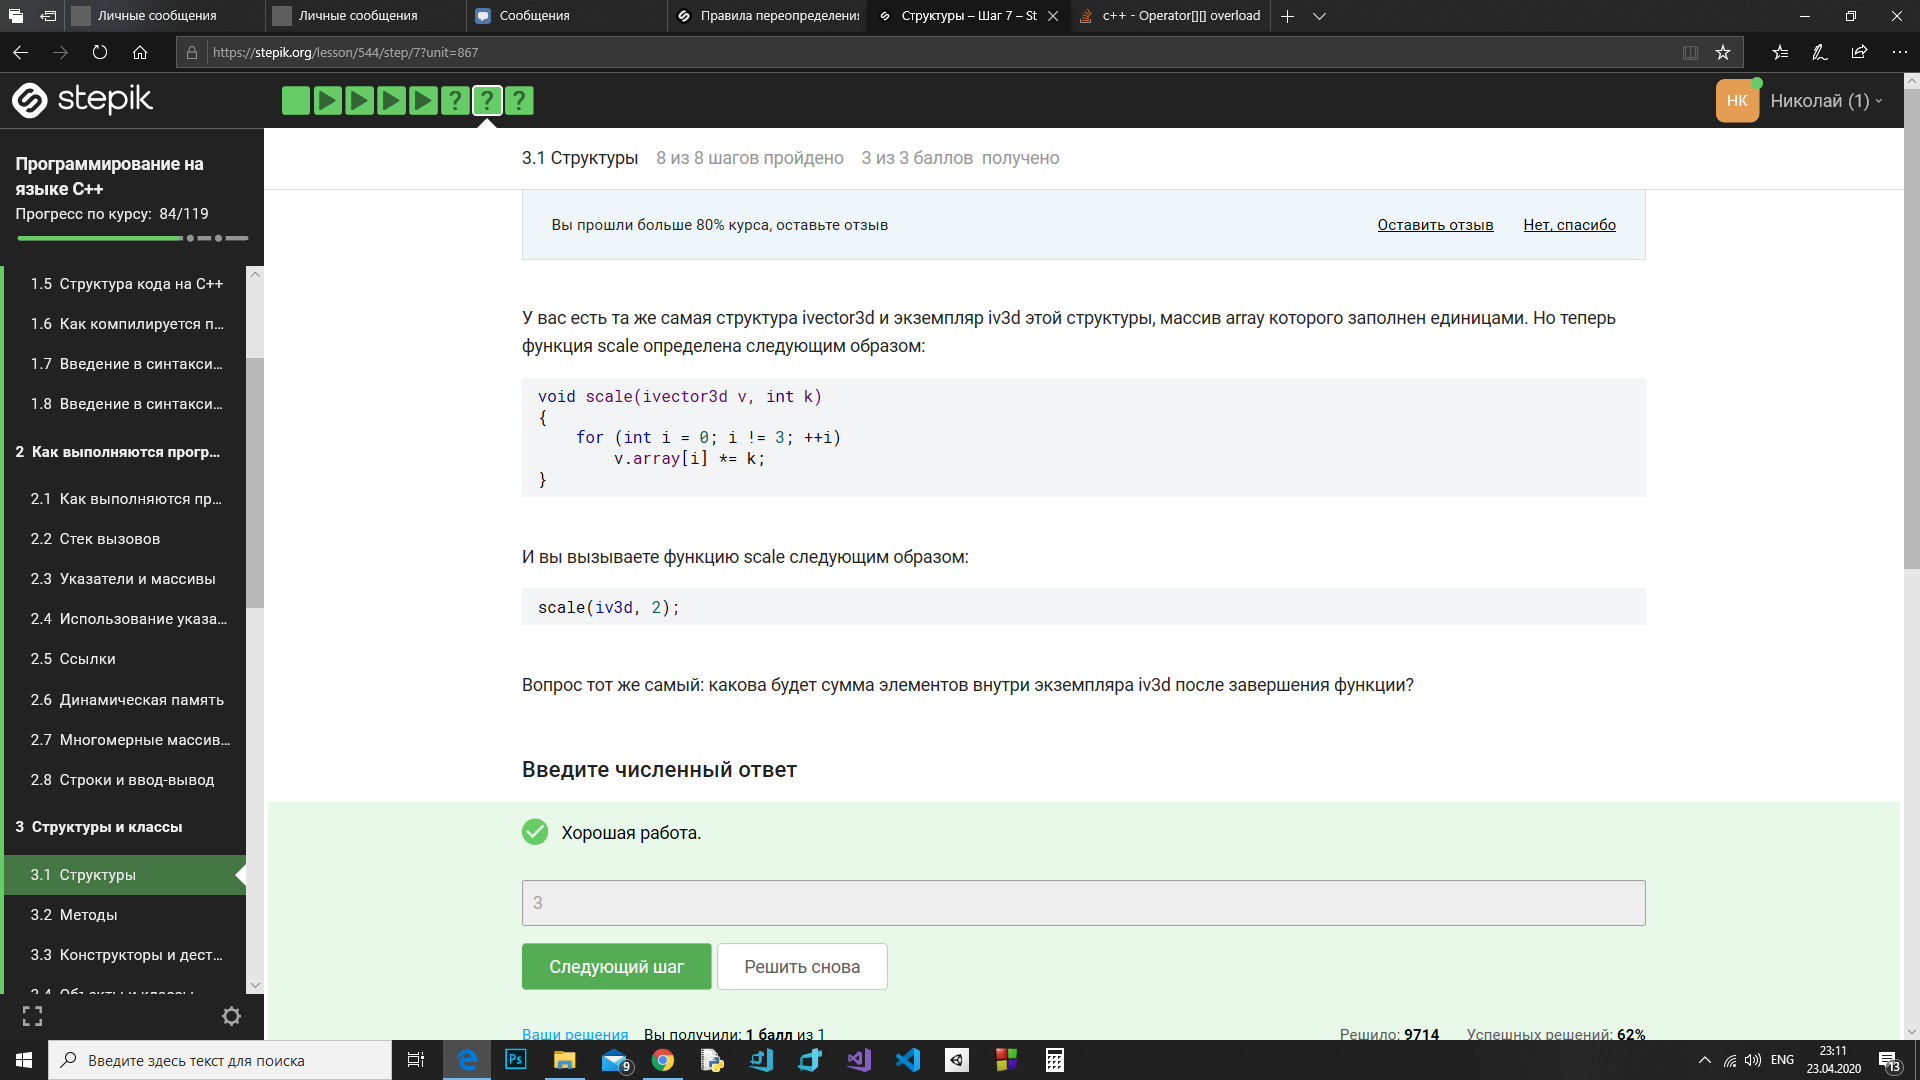 Личные сообщения
Личные сообщения
Сообщения
Правила переопределения
Структуры – Шаг 7 – St
c++ - Operator[][] overload
https://stepik.org/lesson/544/step/7?unit=867
stepik
? ? ?
НК
Николай (1)
Программирование на
языке C++
Прогресс по курсу: 84/119
3.1 Структуры 8 из 8 шагов пройдено 3 из 3 баллов получено
Вы прошли больше 80% курса, оставьте отзыв
Оставить отзыв
Нет, спасибо
1.5 Структура кода на C++
1.6 Как компилируется п...
1.7 Введение в синтакси...
1.8 Введение в синтакси...
2 Как выполняются прогр...
2.1 Как выполняются пр...
2.2 Стек вызовов
2.3 Указатели и массивы
2.4 Использование указа...
2.5 Ссылки
2.6 Динамическая память
2.7 Многомерные массив...
2.8 Строки и ввод-вывод
3 Структуры и классы
3.1 Структуры
3.2 Методы
3.3 Конструкторы и дест...
3.4 Объекты и классы
У вас есть та же самая структура ivector3d и экземпляр iv3d этой структуры, массив array которого заполнен единицами. Но теперь
функция scale определена следующим образом:
void scale(ivector3d v, int k)
{
for (int i = 0; i != 3; ++i)
v.array[i] *= k;
}
И вы вызываете функцию scale следующим образом:
scale(iv3d, 2);
Вопрос тот же самый: какова будет сумма элементов внутри экземпляра iv3d после завершения функции?
Введите численный ответ
Хорошая работа.
3
Следующий шаг
Решить снова
Ваши решения Вы получили: 1 балл из 1
Решило: 9714 Успешных решений: 62%
Введите здесь текст для поиска
Ps
9
ENG
23:11
23.04.2020
13